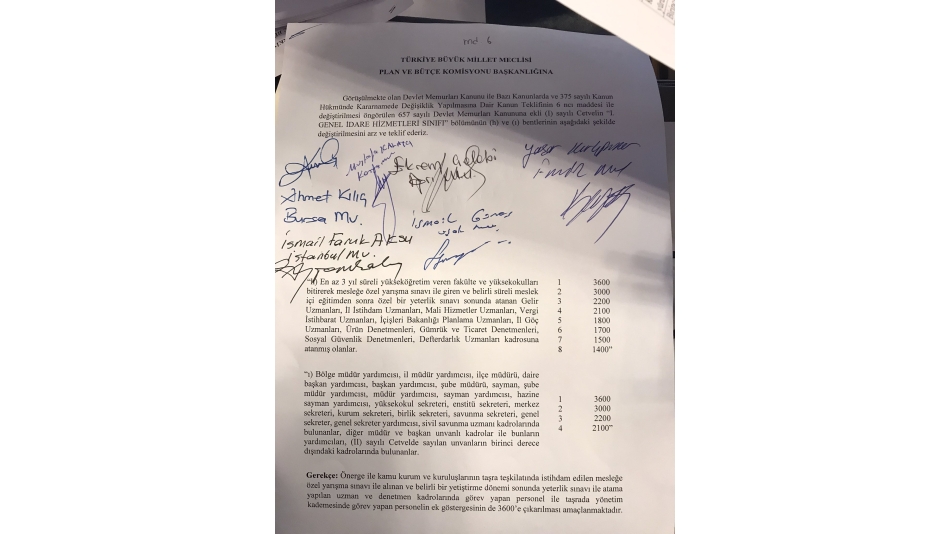 md 6
TÜRKİYE BÜYÜK MİLLET MECLİSİ
PLAN VE BÜTÇE KOMİSYONU BAŞKANLIĞINA
Görüşülmekte olan Devlet Memurları Kanunu ile Bazı Kanunlarda ve 375 sayılı Kanun
Hükmünde Kararnamede Değişiklik Yapılmasına Dair Kanun Teklifinin 6 ncı maddesi ile
değiştirilmesi öngörülen 657 sayılı Devlet Memurları Kanununa ekli (I) sayılı Cetvelin "I.
GENEL İDARE HİZMETLERİ SINIFI" bölümünün (h) ve (ı) bentlerinin aşağıdaki şekilde
değiştirilmesini arz ve teklif ederiz.
Mustafa
Ekrem Çelebi
Yaşar
Ahmet Kılıç
Bursa Mv.
İsmail Güneş
Uşak Mv.
İsmail Faruk AKSU
İstanbul Mv.
En az 3 yıl süreli yükseköğretim veren fakülte ve yüksekokulları 1 3600
bitirerek mesleğe özel yarışma sınavı ile giren ve belirli süreli meslek 2 3000
içi eğitimden sonra özel bir yeterlik sınavı sonunda atanan Gelir 3 2200
Uzmanları, İl İstihdam Uzmanları, Mali Hizmetler Uzmanları, Vergi 4 2100
İstihbarat Uzmanları, İçişleri Bakanlığı Planlama Uzmanları, İl Göç 5 1800
Uzmanları, Ürün Denetmenleri, Gümrük ve Ticaret Denetmenleri, 6 1700
Sosyal Güvenlik Denetmenleri, Defterdarlık Uzmanları kadrosuna 7 1500
atanmış olanlar. 8 1400"
"ı) Bölge müdür yardımcısı, il müdür yardımcısı, ilçe müdürü, daire
başkan yardımcısı, başkan yardımcısı, şube müdürü, sayman, şube
müdür yardımcısı, müdür yardımcısı, sayman yardımcısı, hazine
sayman yardımcısı, yüksekokul sekreteri, enstitü sekreteri, merkez 1 3600
sekreteri, kurum sekreteri, birlik sekreteri, savunma sekreteri, genel 2 3000
sekreter, genel sekreter yardımcısı, sivil savunma uzmanı kadrolarında 3 2200
bulunanlar, diğer müdür ve başkan unvanlı kadrolar ile bunların 4 2100"
yardımcıları, (II) sayılı Cetvelde sayılan unvanların birinci derece
dışındaki kadrolarında bulunanlar.
Gerekçe: Önerge ile kamu kurum ve kuruluşlarının taşra teşkilatında istihdam edilen mesleğe
özel yarışma sınavı ile alınan ve belirli bir yetiştirme dönemi sonunda yeterlik sınavı ile atama
yapılan uzman ve denetmen kadrolarında görev yapan personel ile taşrada yönetim
kademesinde görev yapan personelin ek göstergesinin de 3600'e çıkarılması amaçlanmaktadır.